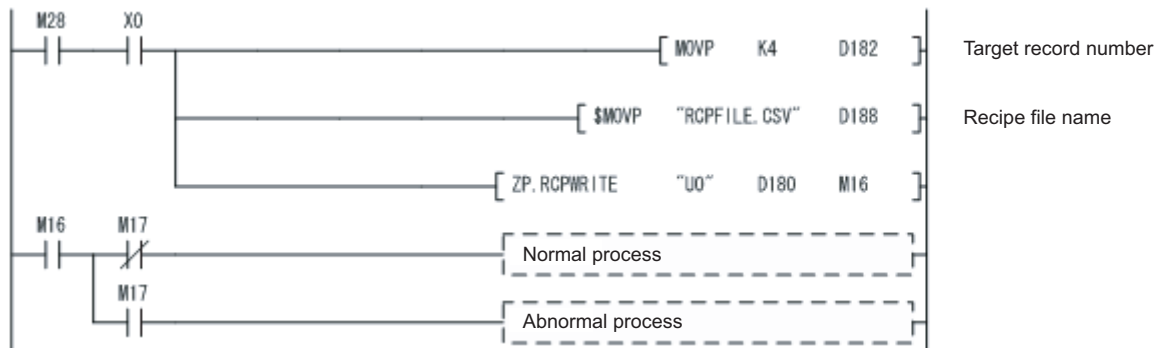 M28 X0
MOVP K4 D182 Target record number
$MOVP "RCPFILE.CSV" D188 Recipe file name
ZP.RCPWRITE "U0" D180 M16
M16 M17
Normal process
M17
Abnormal process